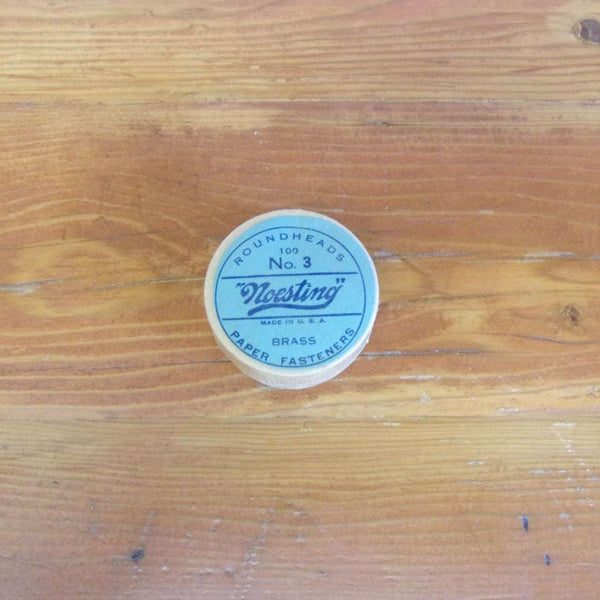 ROUNDHEADS
100
No. 3
"Noesting"
MADE IN U.S.A.
BRASS
PAPER FASTENERS